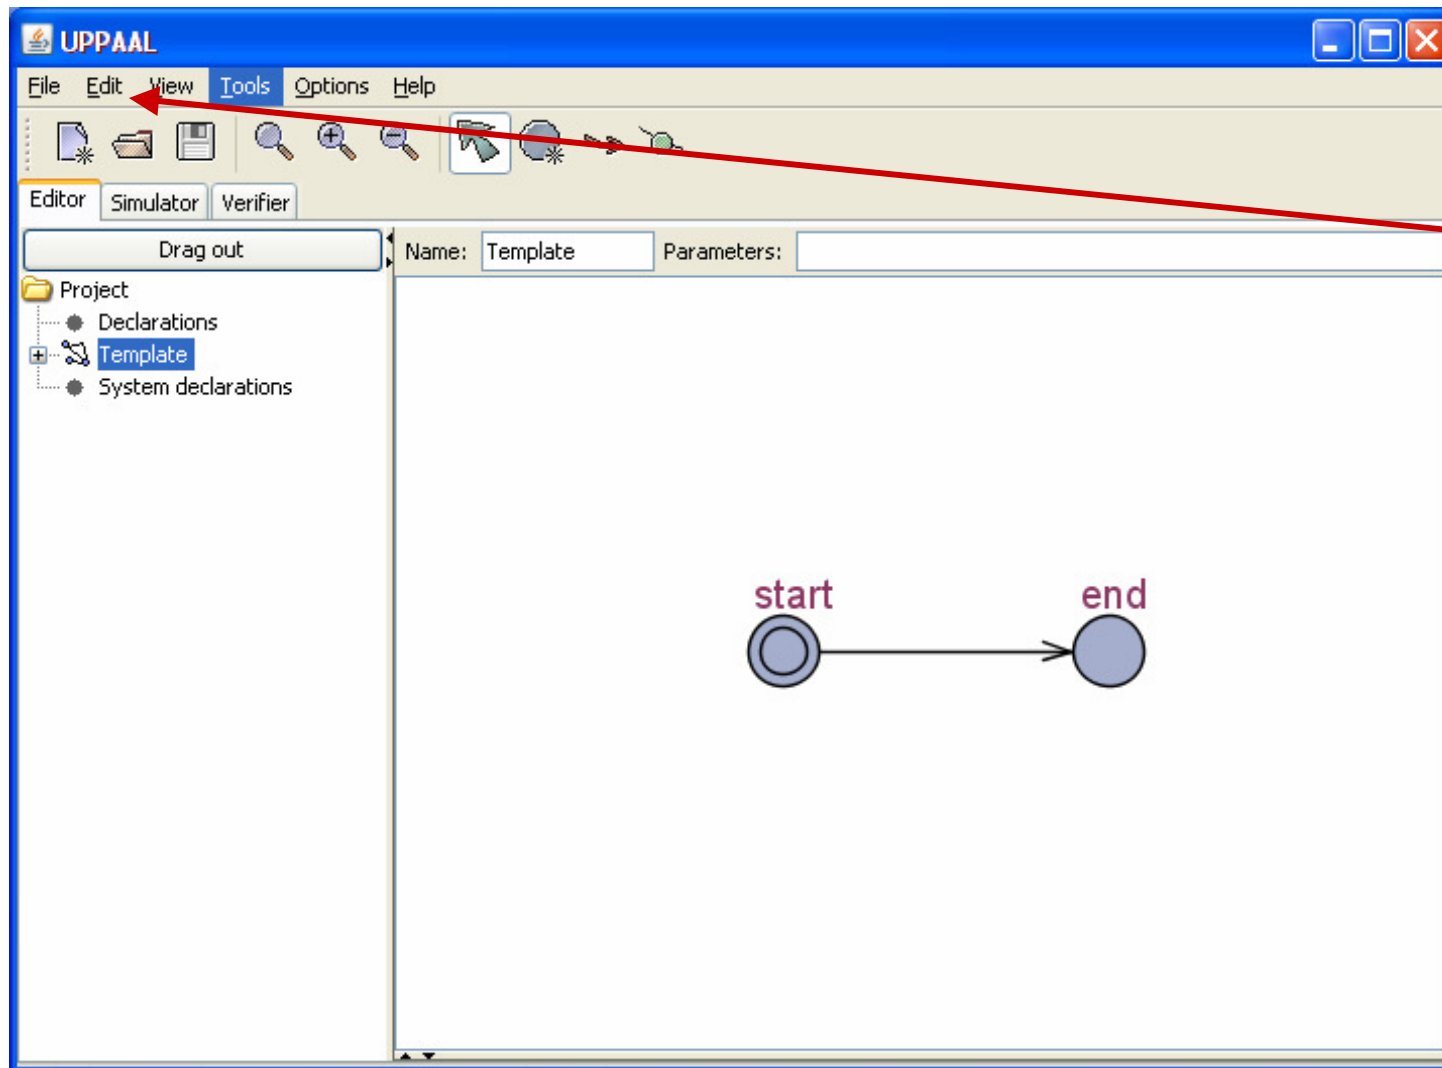 UPPAAL
File Edit View Tools Options Help
Editor Simulator Verifier
Drag out
Name: Template Parameters:
Project
Declarations
Template
System declarations
start end